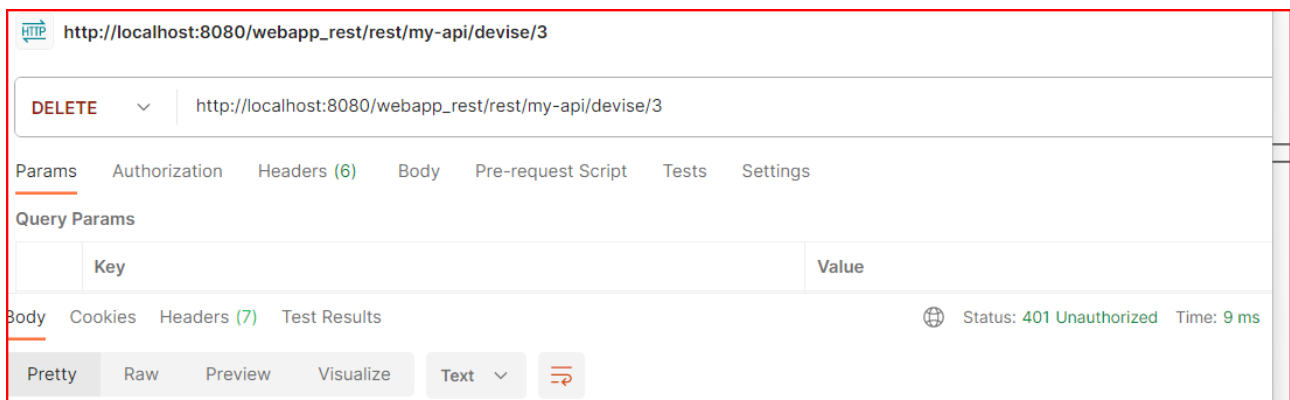 HTTP http://localhost:8080/webapp_rest/rest/my-api/devise/3
DELETE http://localhost:8080/webapp_rest/rest/my-api/devise/3
Params Authorization Headers (6) Body Pre-request Script Tests Settings
Query Params
Key Value
Body Cookies Headers (7) Test Results Status: 401 Unauthorized Time: 9 ms
Pretty Raw Preview Visualize Text